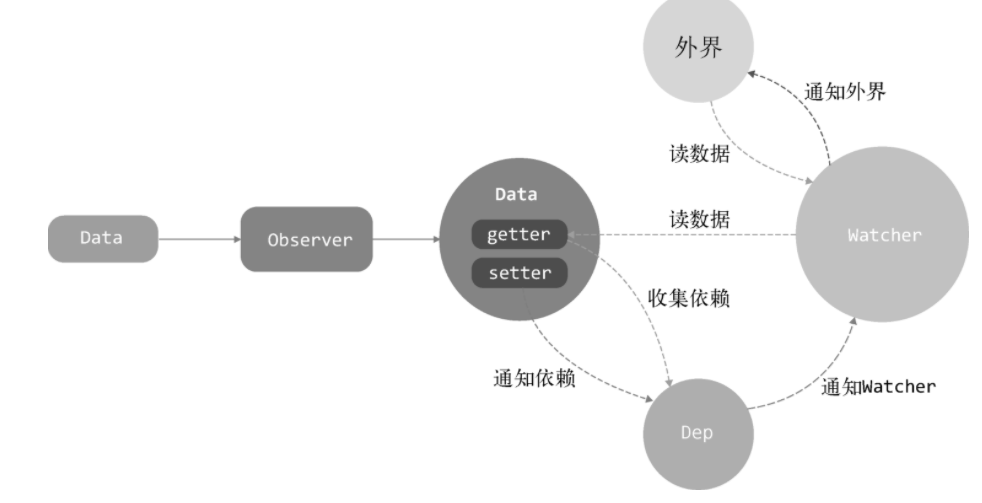 外界
通知外界
读数据
Data
读数据
Data
Observer
getter
Watcher
setter
收集依赖
通知依赖
通知Watcher
Dep